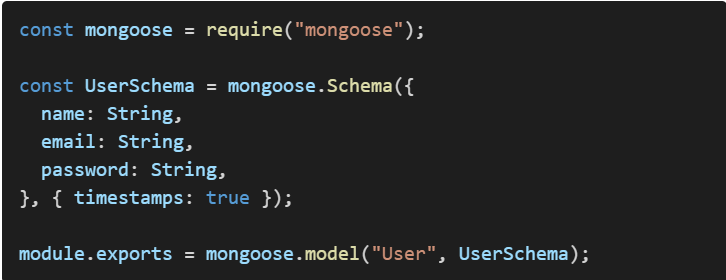 const mongoose = require("mongoose");
const UserSchema = mongoose.Schema({
  name: String,
  email: String,
  password: String,
}, { timestamps: true });
module.exports = mongoose.model("User", UserSchema);